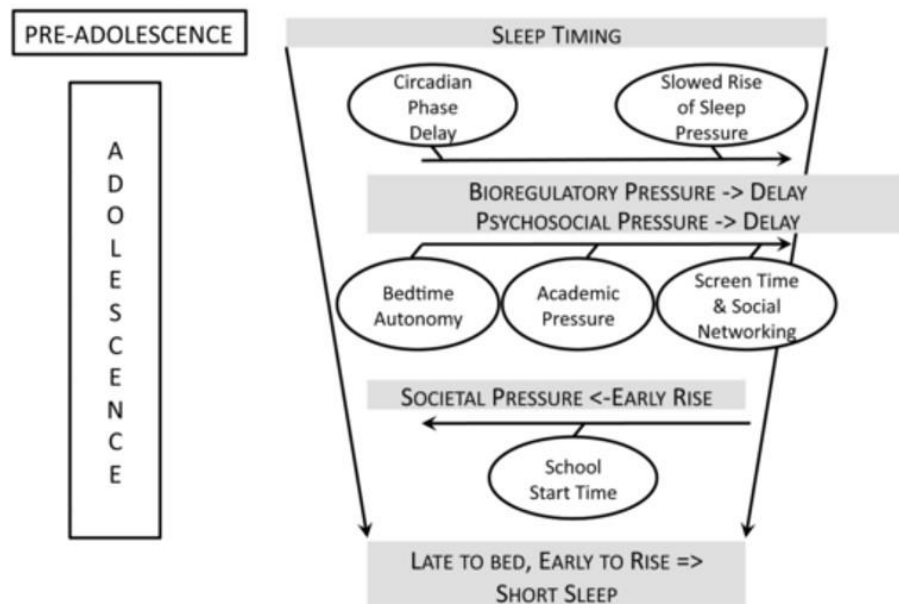 PRE-ADOLESCENCE
SLEEP TIMING
Circadian
Phase
Delay
Slowed Rise
of Sleep
Pressure
BIOREGULATORY PRESSURE -> DELAY
PSYCHOSOCIAL PRESSURE -> DELAY
Bedtime
Autonomy
Academic
Pressure
Screen Time
& Social
Networking
SOCIETAL PRESSURE <-EARLY RISE
School
Start Time
LATE TO BED, EARLY TO RISE =>
SHORT SLEEP
A
D
O
L
E
S
C
E
N
C
E